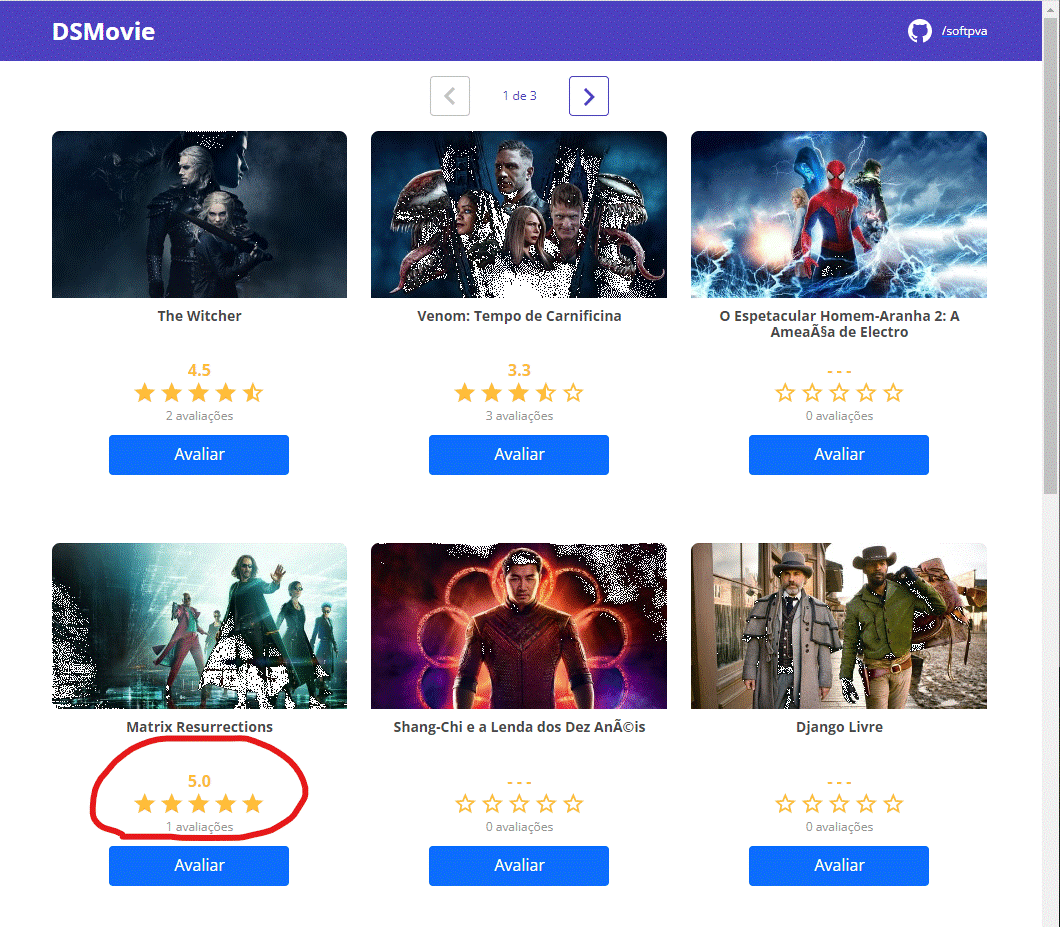 DSMovie
/softpva
1 de 3
The Witcher
4.5
2 avaliações
Avaliar
Venom: Tempo de Carnificina
3.3
3 avaliações
Avaliar
O Espetacular Homem-Aranha 2: A
AmeaÃ§a de Electro
- - -
0 avaliações
Avaliar
Matrix Resurrections
5.0
1 avaliações
Avaliar
Shang-Chi e a Lenda dos Dez AnÃ©is
- - -
0 avaliações
Avaliar
Django Livre
- - -
0 avaliações
Avaliar